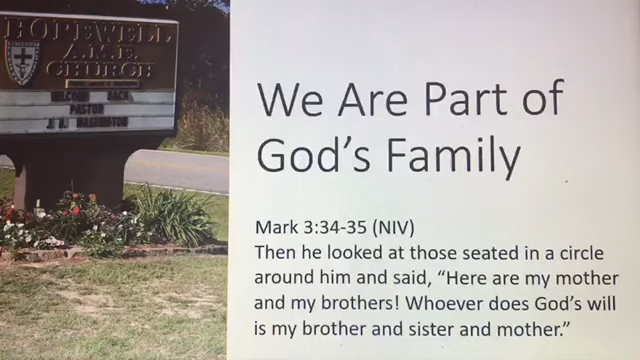 HOPEWELL
A.M.E.
CHURCH
WELCOME BACK
PASTOR
WASHINGTON
We Are Part of
God’s Family
Mark 3:34-35 (NIV)
Then he looked at those seated in a circle
around him and said, “Here are my mother
and my brothers! Whoever does God’s will
is my brother and sister and mother.”